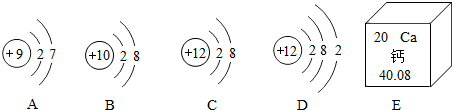 +9 2 7
+10 2 8
+12 2 8
+12 2 8 2
20 Ca
钙
40.08
A B C D E